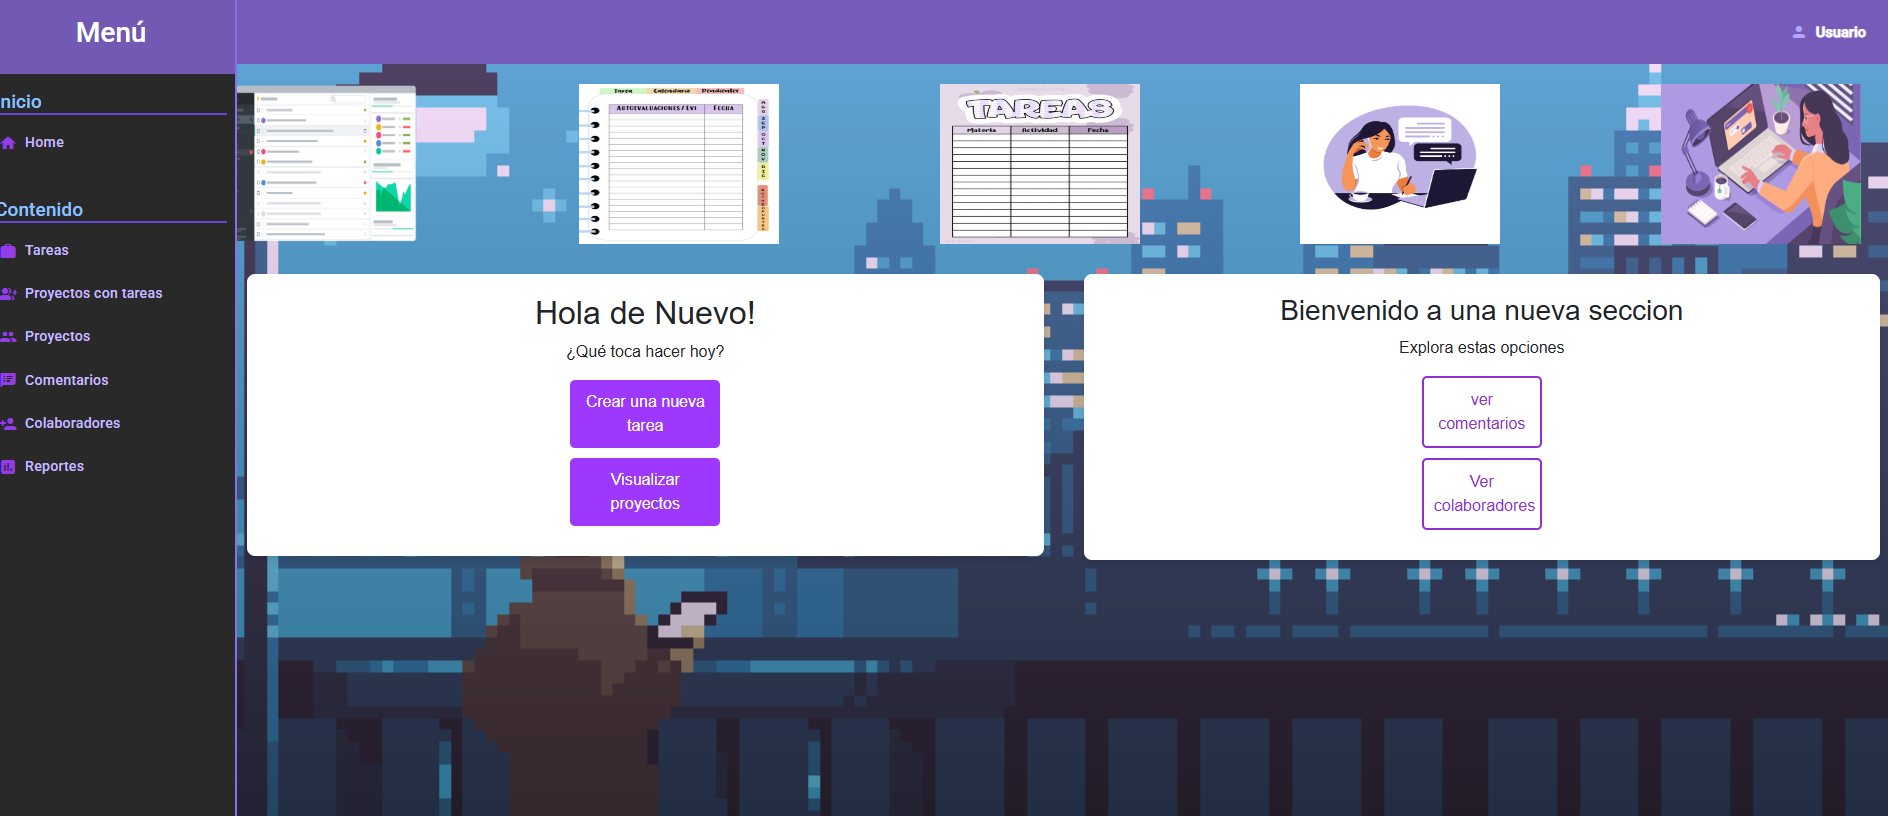 Menú
Usuario
nicio
Home
Contenido
Tareas
Proyectos con tareas
Proyectos
Comentarios
Colaboradores
Reportes
Tarea Calendario Pendientes
AUTOEVALUACIONES / EVI FECHA
TAREAS
Materia Actividad Fecha
Hola de Nuevo!
¿Qué toca hacer hoy?
Crear una nueva
tarea
Visualizar
proyectos
Bienvenido a una nueva seccion
Explora estas opciones
ver
comentarios
Ver
colaboradores